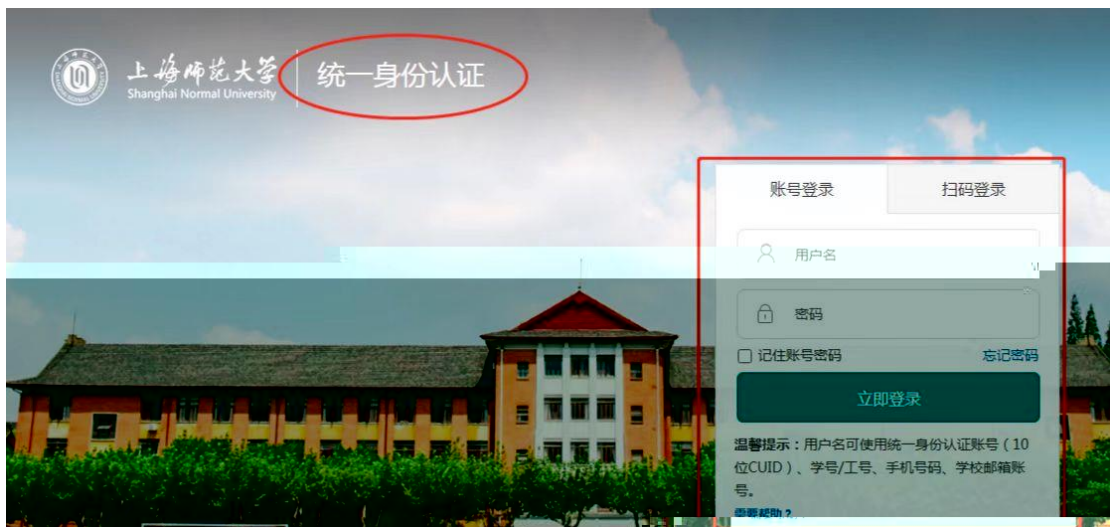 上海师范大学
Shanghai Normal University
统一身份认证
账号登录
扫码登录
用户名
密码
记住账号密码
忘记密码
立即登录
温馨提示：用户名可使用统一身份认证账号（10
位CUID）、学号/工号、手机号码、学校邮箱账
号。
需要帮助？